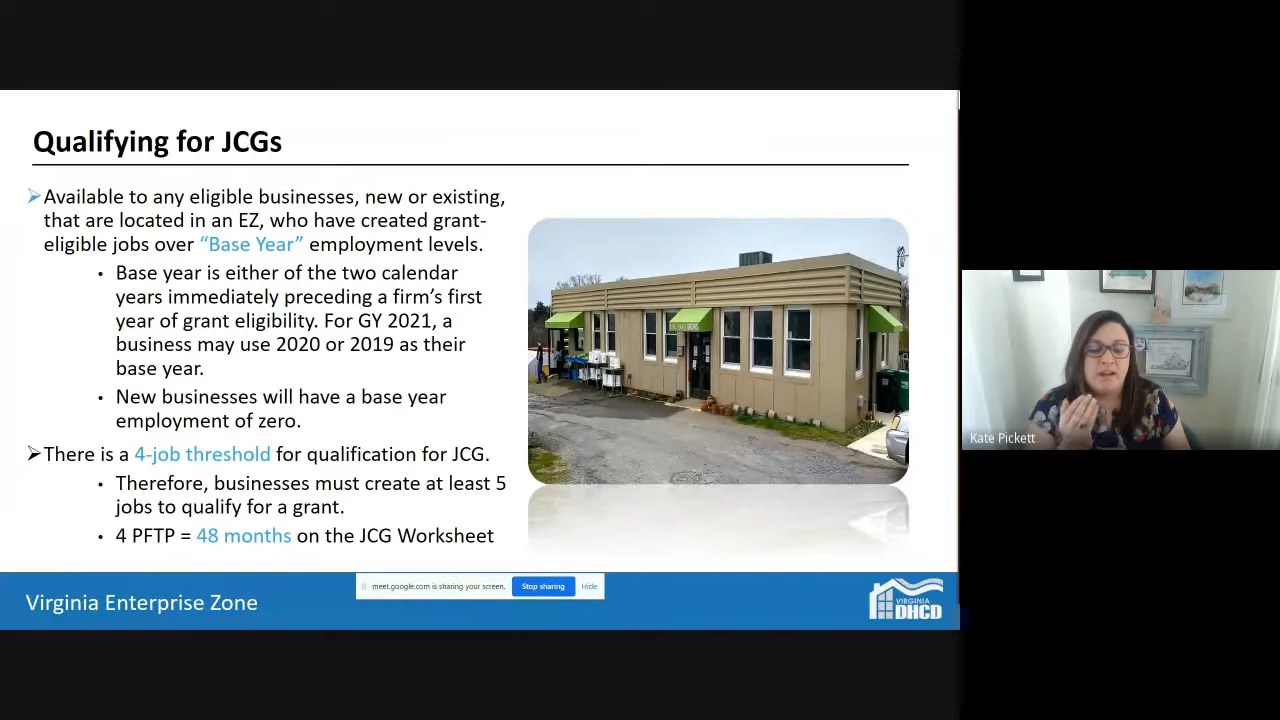 Qualifying for JCGs
Available to any eligible businesses, new or existing,
that are located in an EZ, who have created grant-
eligible jobs over “Base Year” employment levels.
• Base year is either of the two calendar
years immediately preceding a firm’s first
year of grant eligibility. For GY 2021, a
business may use 2020 or 2019 as their
base year.
• New businesses will have a base year
employment of zero.
There is a 4-job threshold for qualification for JCG.
• Therefore, businesses must create at least 5
jobs to qualify for a grant.
• 4 PFTP = 48 months on the JCG Worksheet
meet.google.com is sharing your screen. Stop sharing Hide
Virginia Enterprise Zone
VIRGINIA
DHCD
Kate Pickett